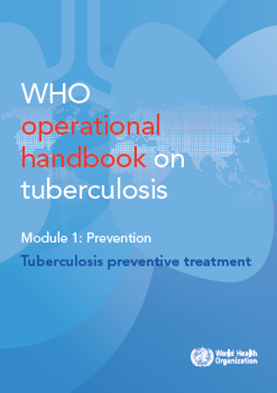 WHO
operational
handbook on
tuberculosis
Module 1: Prevention
Tuberculosis preventive treatment
World Health
Organization